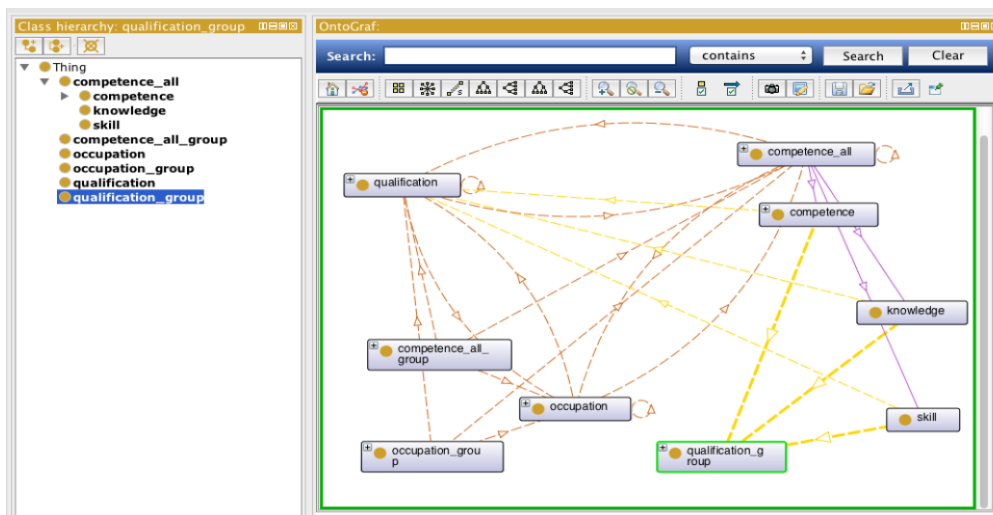 Class hierarchy: qualification_group
OntoGraf:
Search:
contains
Search
Clear
Thing
competence_all
competence
knowledge
skill
competence_all_group
occupation
occupation_group
qualification
qualification_group
competence_all
qualification
competence
knowledge
competence_all_
group
occupation
skill
occupation_grou
p
qualification_g
roup